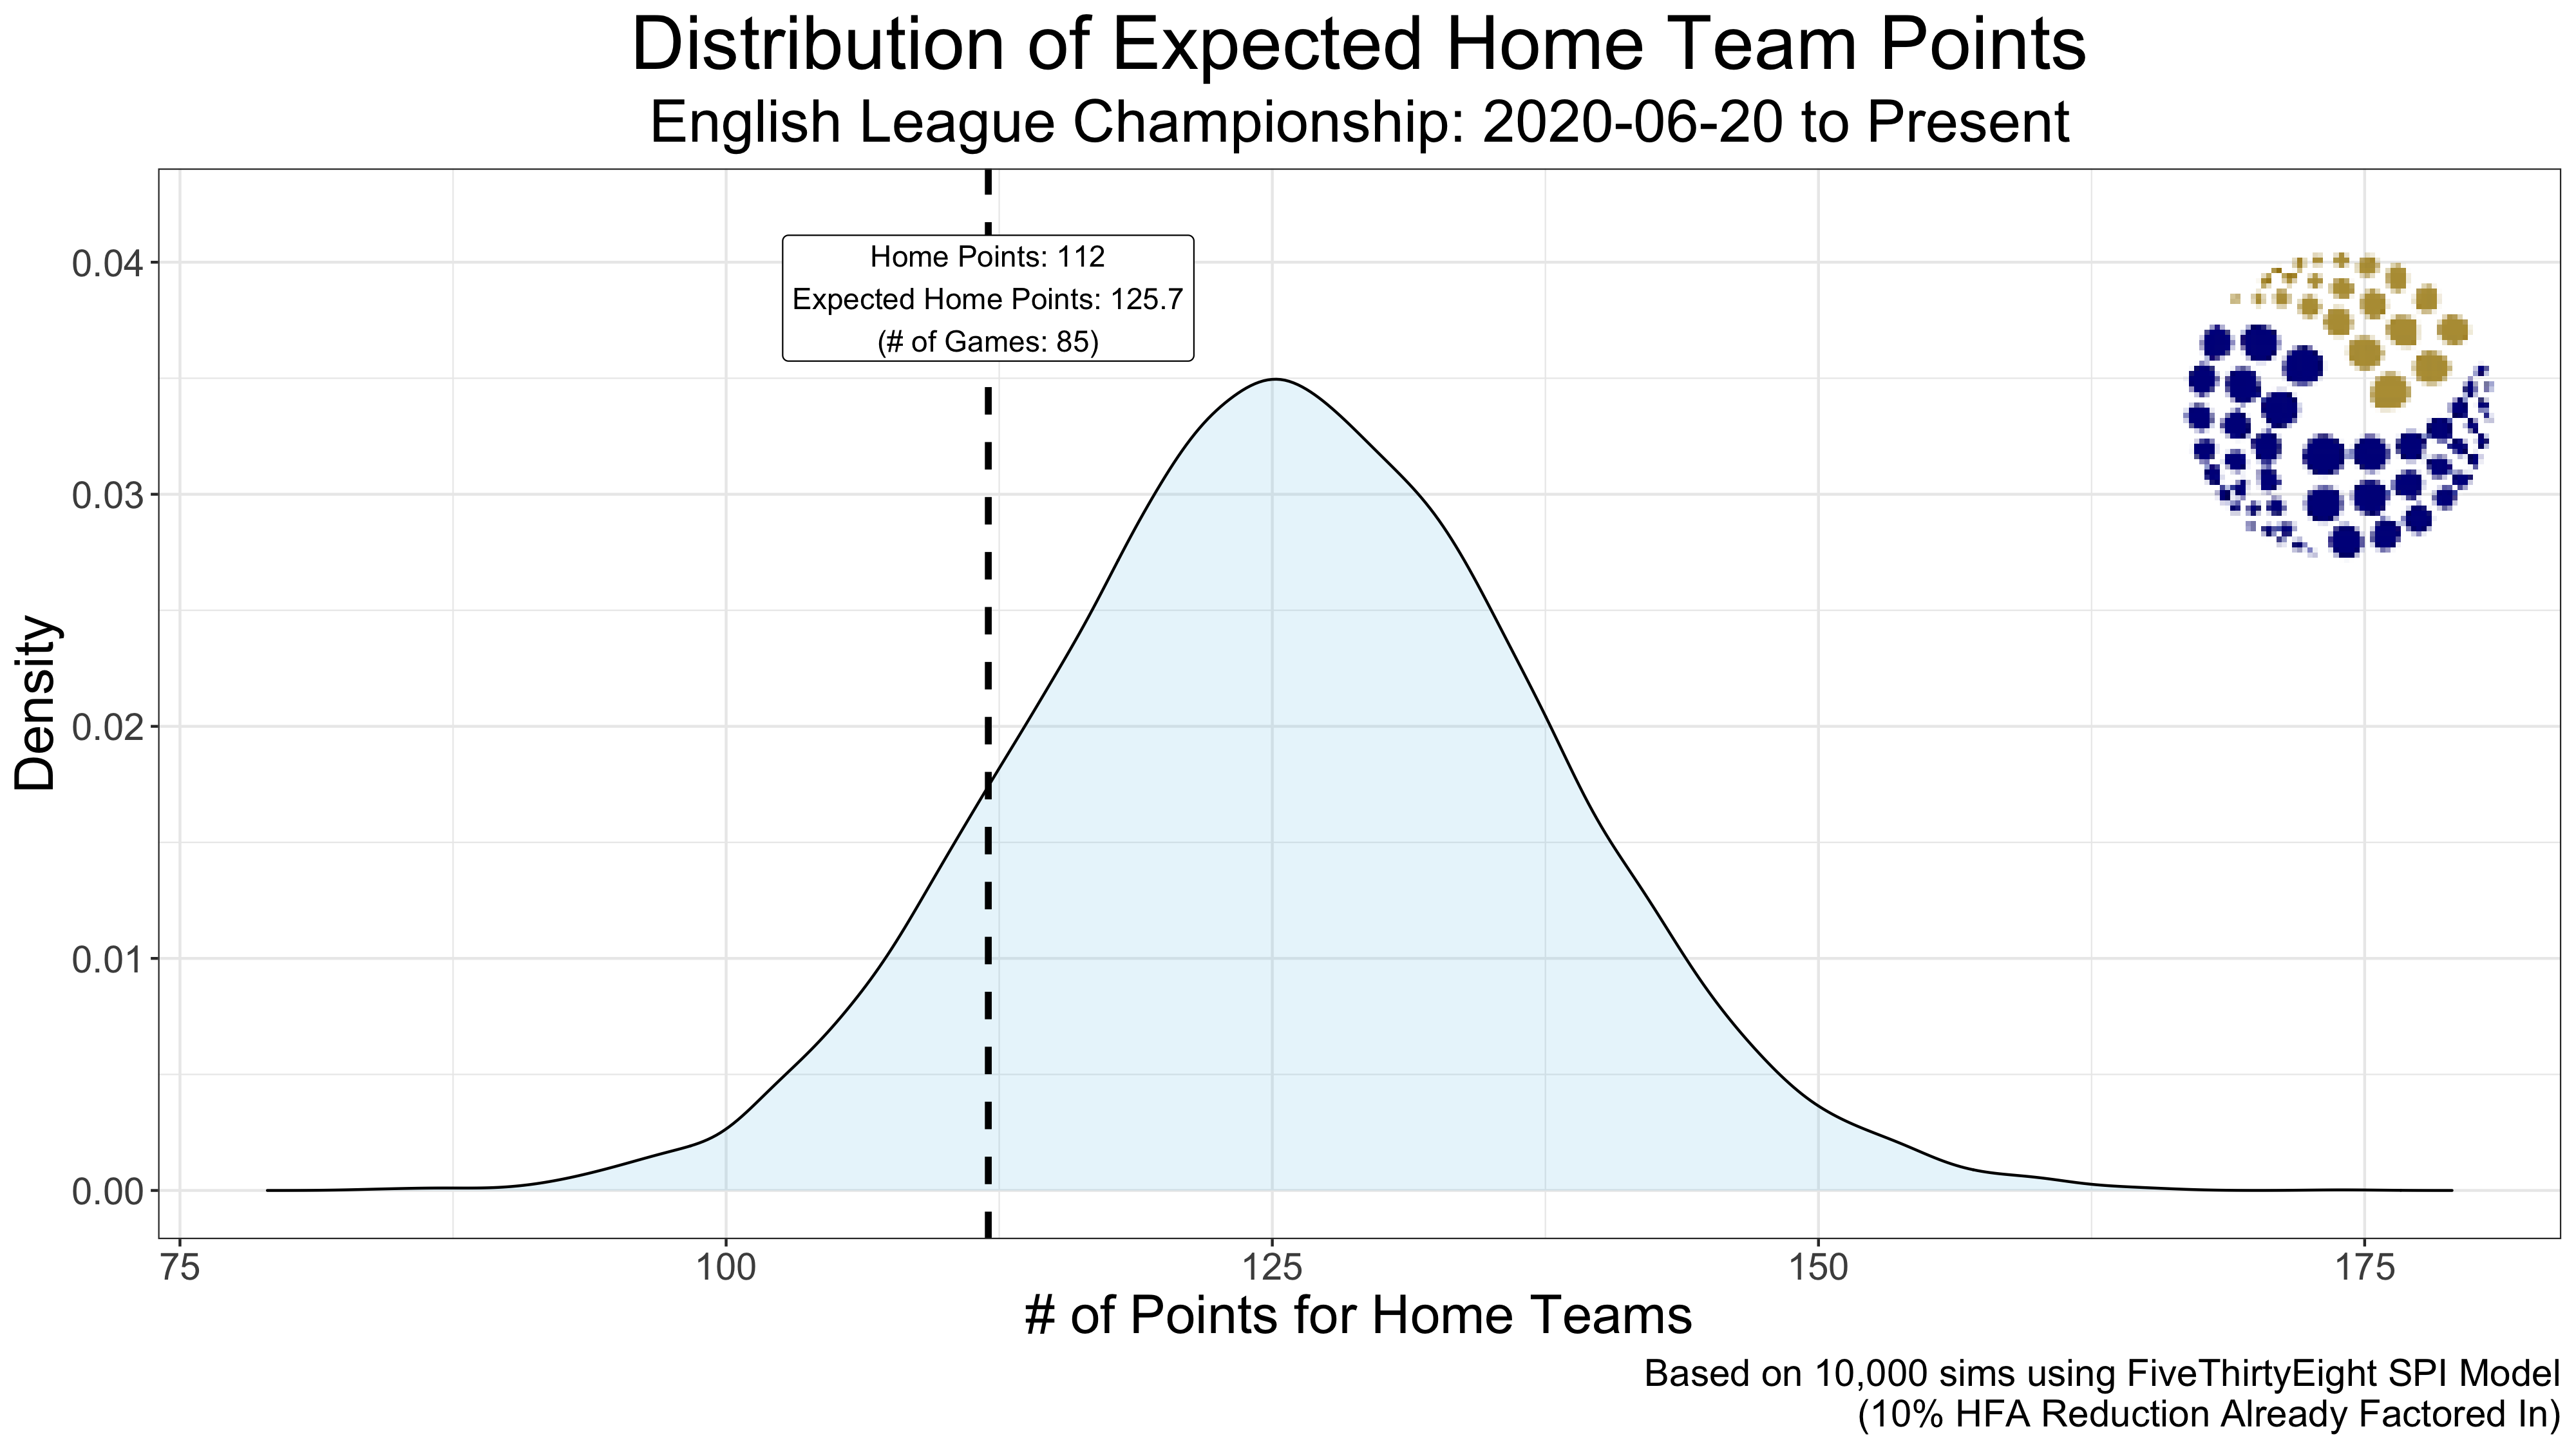 Distribution of Expected Home Team Points
English League Championship: 2020-06-20 to Present
Home Points: 112
Expected Home Points: 125.7
(# of Games: 85)
0.04
0.03
0.02
0.01
0.00
Density
75 100 125 150 175
# of Points for Home Teams
Based on 10,000 sims using FiveThirtyEight SPI Model
(10% HFA Reduction Already Factored In)